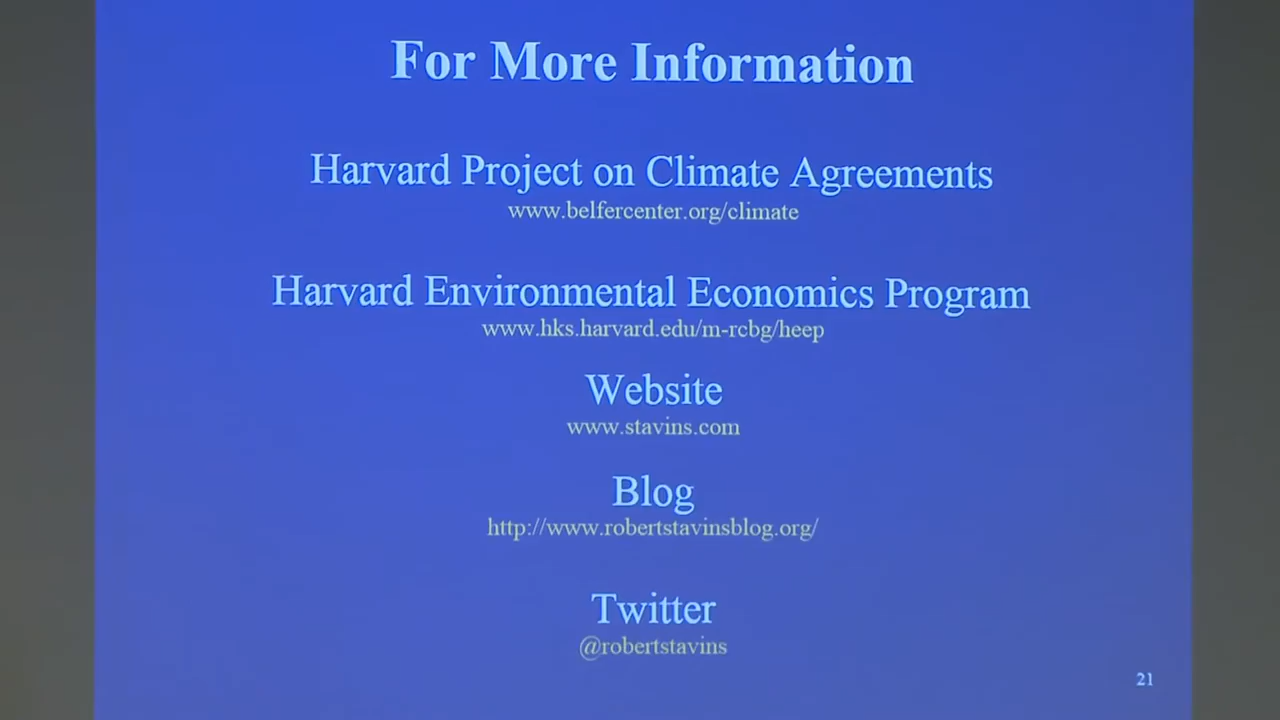 For More Information
Harvard Project on Climate Agreements
www.belfercenter.org/climate
Harvard Environmental Economics Program
www.hks.harvard.edu/m-rcbg/heep
Website
www.stavins.com
Blog
http://www.robertstavinsblog.org/
Twitter
@robertstavins
21